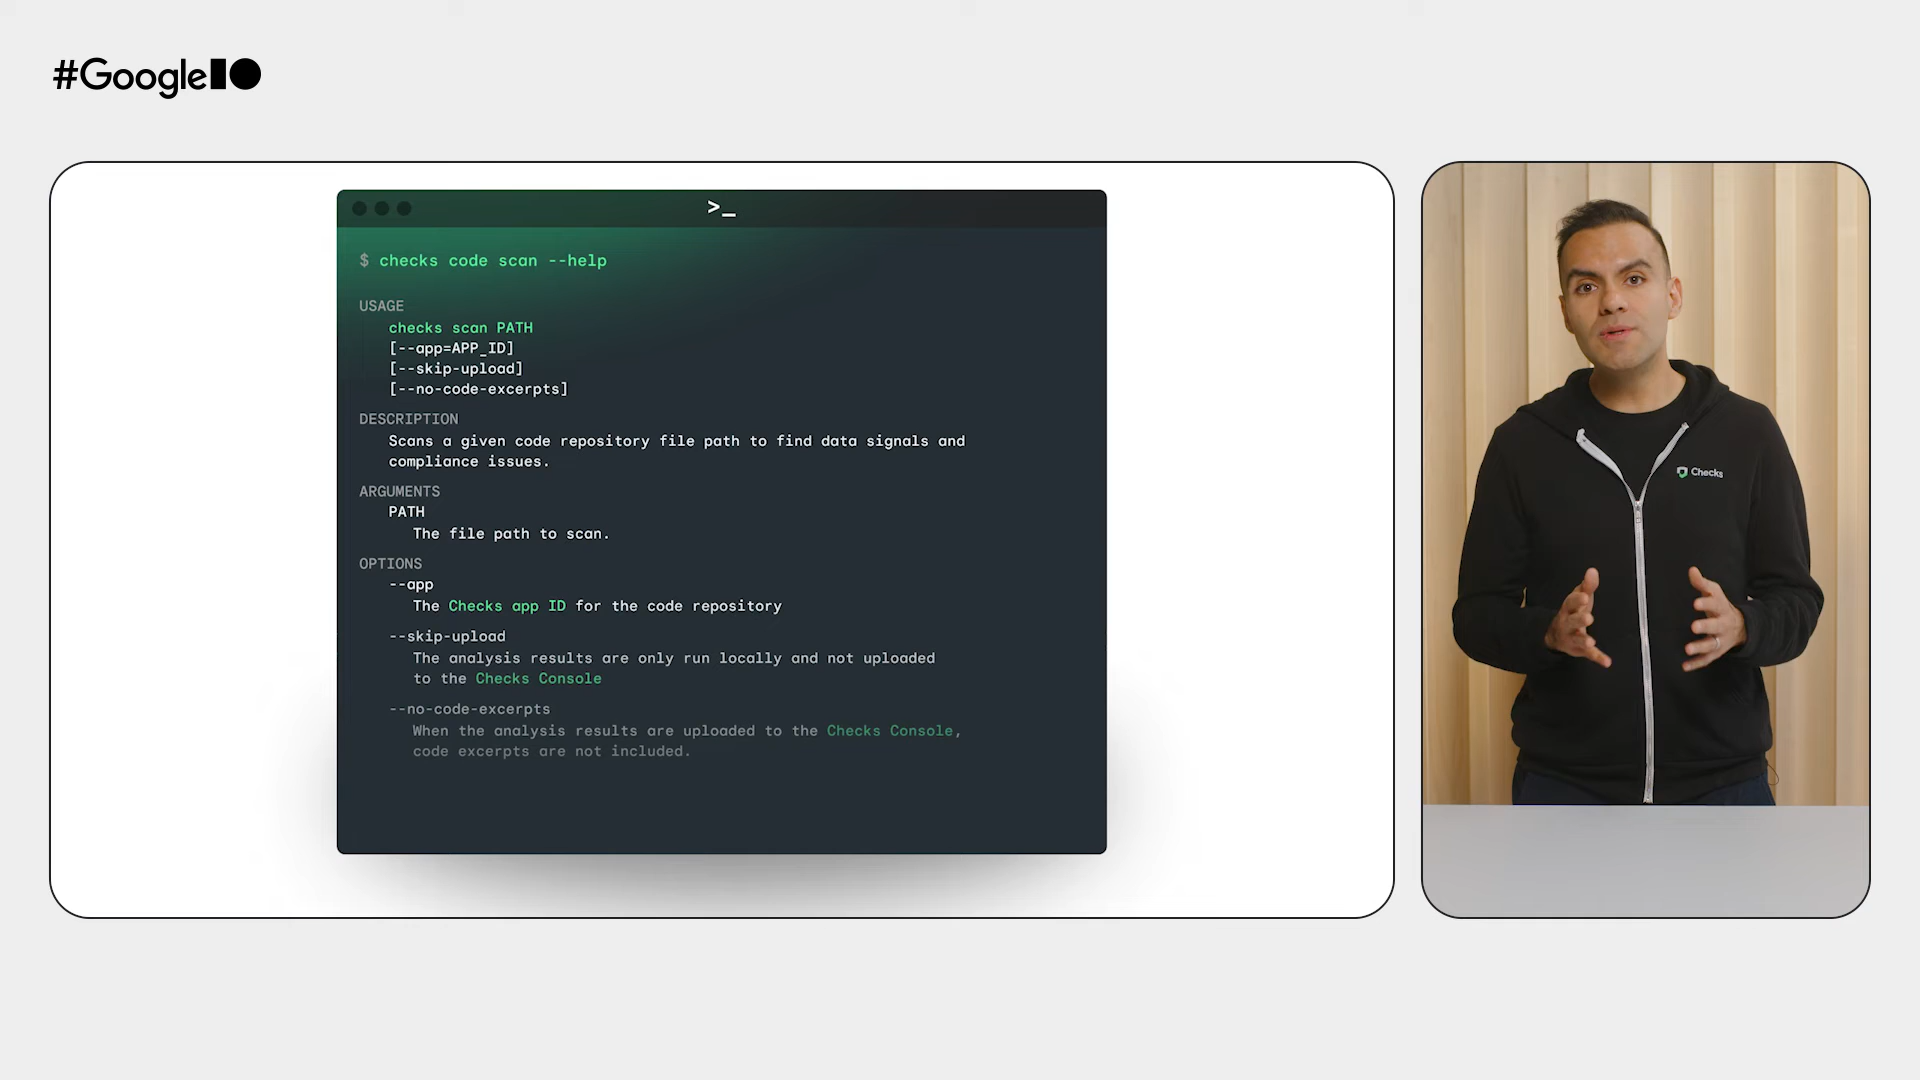 #GoogleIO
>_
$ checks code scan --help
USAGE
checks scan PATH
[--app=APP_ID]
[--skip-upload]
[--no-code-excerpts]
DESCRIPTION
Scans a given code repository file path to find data signals and
compliance issues.
ARGUMENTS
PATH
The file path to scan.
OPTIONS
--app
The Checks app ID for the code repository
--skip-upload
The analysis results are only run locally and not uploaded
to the Checks Console
--no-code-excerpts
When the analysis results are uploaded to the Checks Console,
code excerpts are not included.
Checks